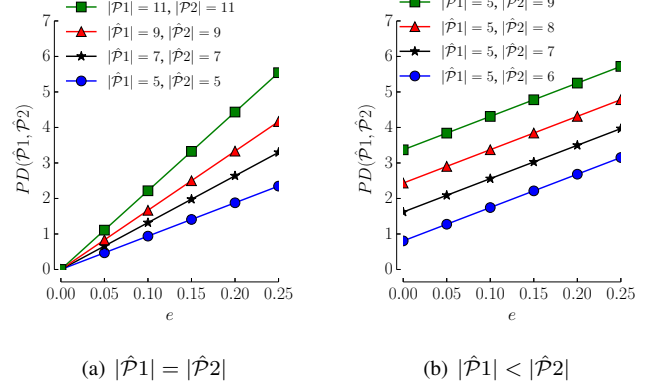 |𝒫̂1| = 11, |𝒫̂2| = 11
|𝒫̂1| = 9, |𝒫̂2| = 9
|𝒫̂1| = 7, |𝒫̂2| = 7
|𝒫̂1| = 5, |𝒫̂2| = 5
7
6
5
4
3
2
1
0
PD(𝒫̂1, 𝒫̂2)
0.00 0.05 0.10 0.15 0.20 0.25
e
(a) |𝒫̂1| = |𝒫̂2|
|𝒫̂1| = 5, |𝒫̂2| = 9
|𝒫̂1| = 5, |𝒫̂2| = 8
|𝒫̂1| = 5, |𝒫̂2| = 7
|𝒫̂1| = 5, |𝒫̂2| = 6
7
6
5
4
3
2
1
0
PD(𝒫̂1, 𝒫̂2)
0.00 0.05 0.10 0.15 0.20 0.25
e
(b) |𝒫̂1| < |𝒫̂2|